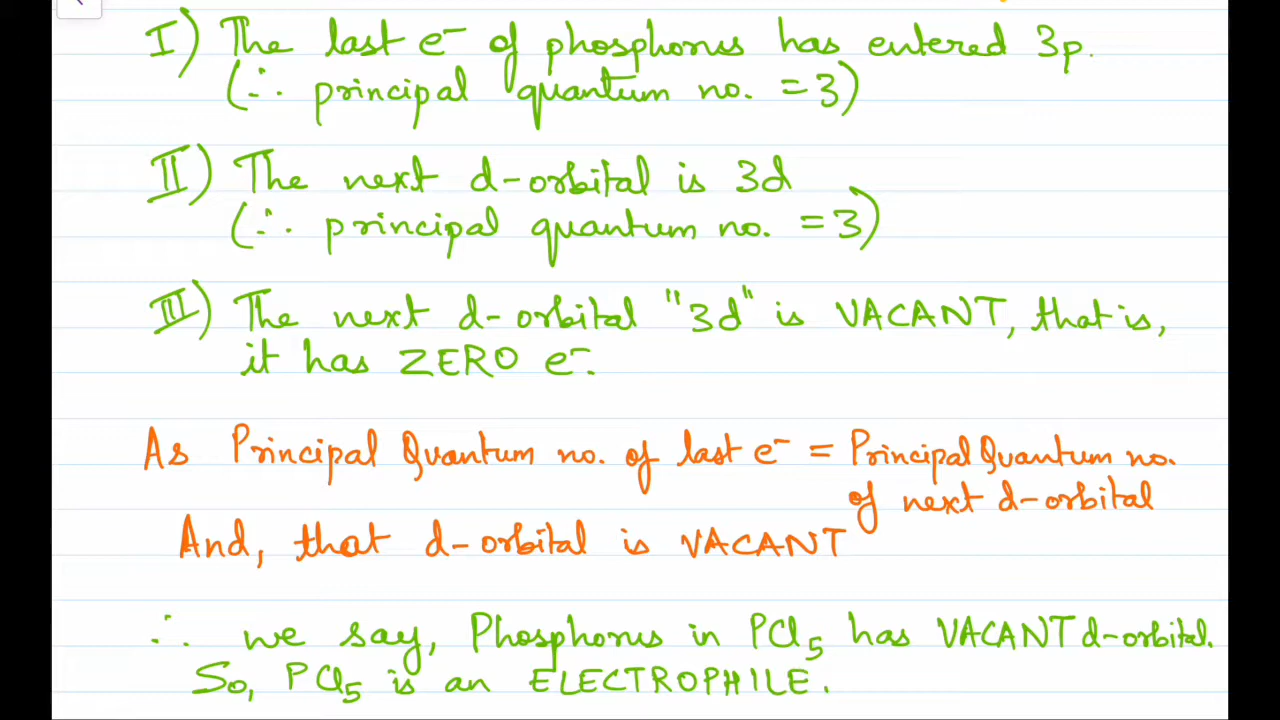 I) The last e⁻ of phosphorus has entered 3p.
(∴ principal quantum no. = 3)
II) The next d-orbital is 3d
(∴ principal quantum no. = 3)
III) The next d-orbital "3d" is VACANT, that is,
it has ZERO e⁻.
As Principal Quantum no. of last e⁻ = Principal Quantum no.
of next d-orbital
And, that d-orbital is VACANT
∴ we say, Phosphorus in PCl₅ has VACANT d-orbital.
So, PCl₅ is an ELECTROPHILE.